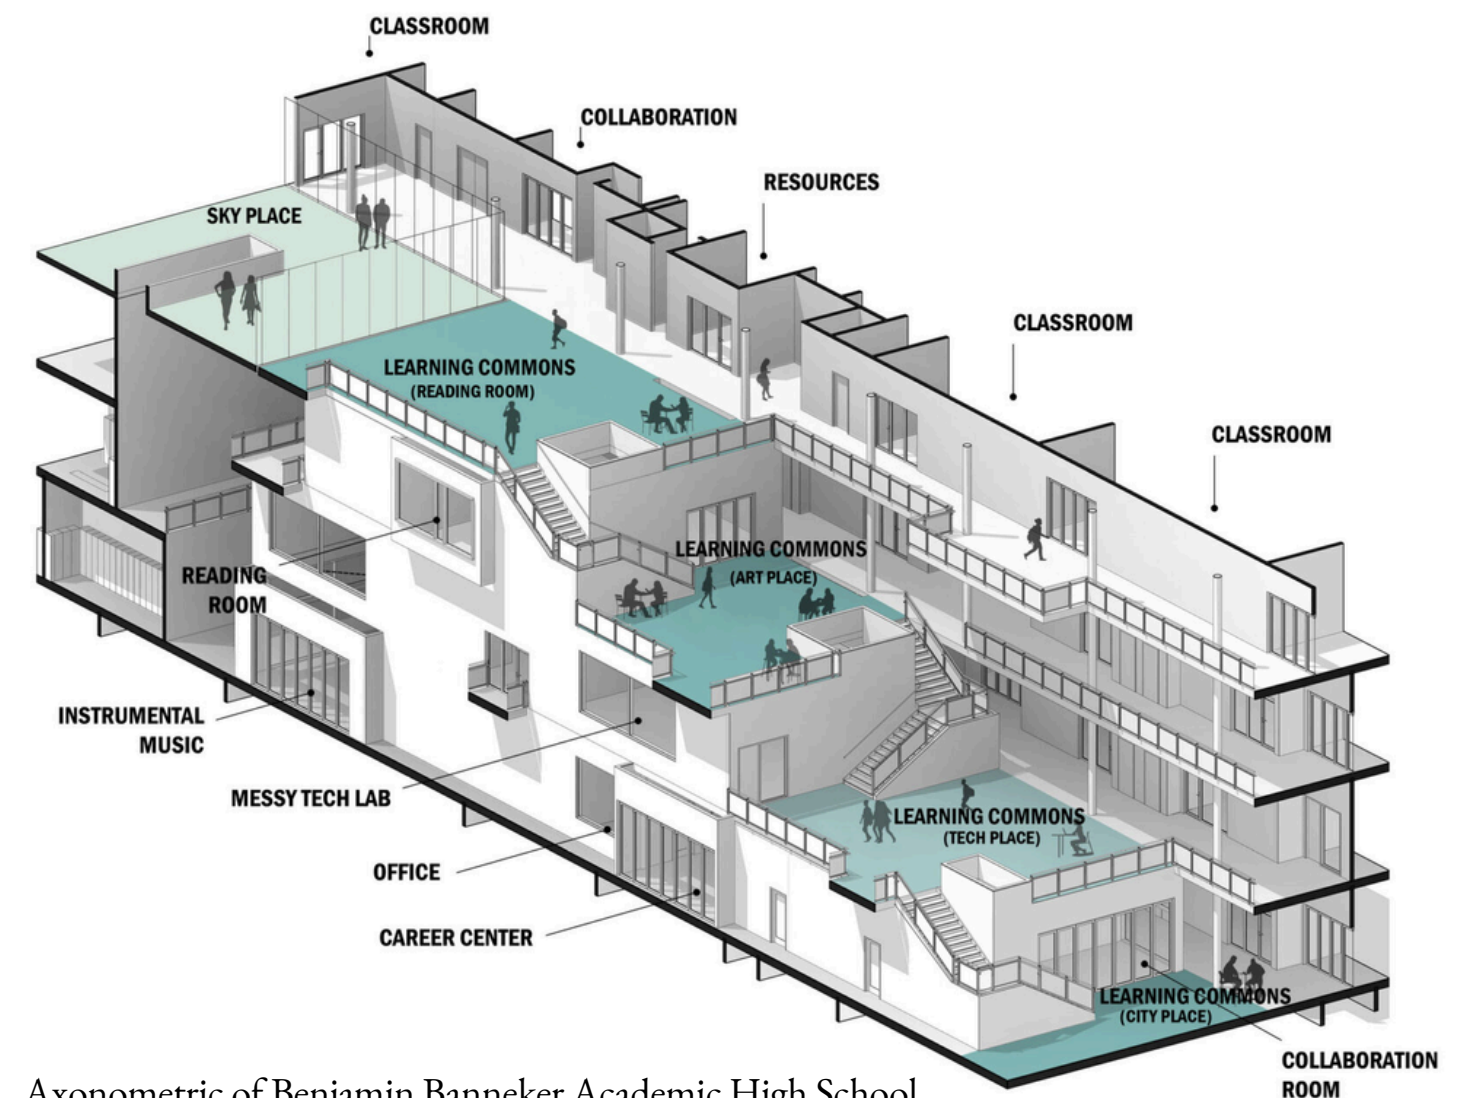 CLASSROOM
COLLABORATION
RESOURCES
SKY PLACE
CLASSROOM
LEARNING COMMONS
(READING ROOM)
CLASSROOM
LEARNING COMMONS
(ART PLACE)
READING
ROOM
INSTRUMENTAL
MUSIC
MESSY TECH LAB
LEARNING COMMONS
(TECH PLACE)
OFFICE
CAREER CENTER
LEARNING COMMONS
(CITY PLACE)
COLLABORATION
ROOM
Axonometric of Benjamin Banneker Academic High School